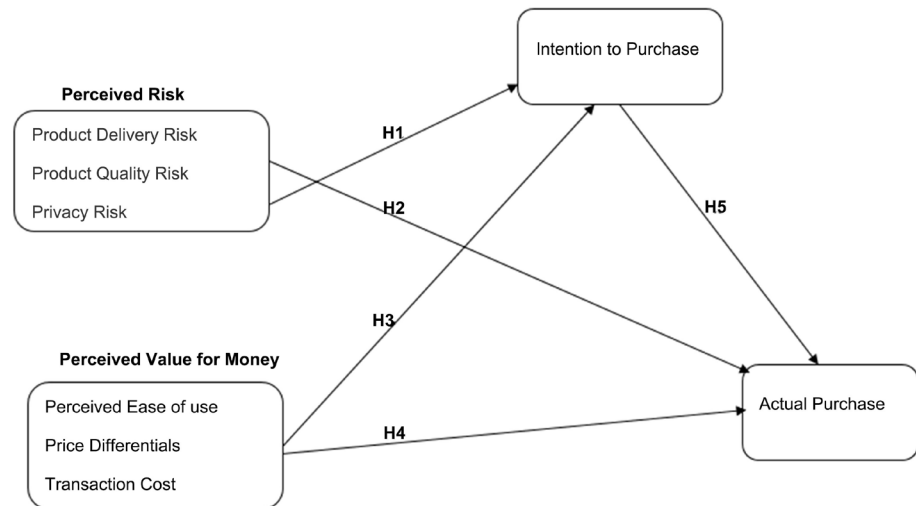 Intention to Purchase
Perceived Risk
Product Delivery Risk
Product Quality Risk
Privacy Risk
H1
H2
H5
H3
Perceived Value for Money
Perceived Ease of use
Price Differentials
Transaction Cost
H4
Actual Purchase